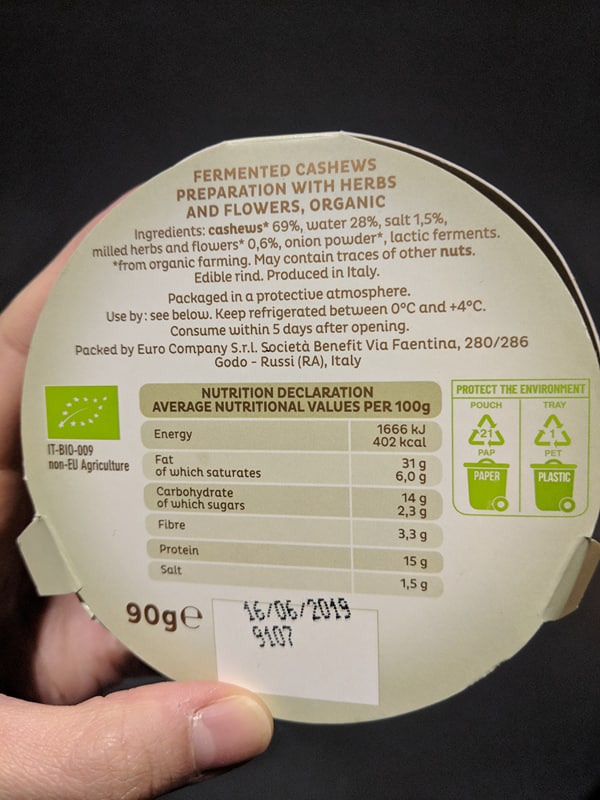 FERMENTED CASHEWS
PREPARATION WITH HERBS
AND FLOWERS, ORGANIC
Ingredients: cashews* 69%, water 28%, salt 1,5%,
milled herbs and flowers* 0,6%, onion powder*, lactic ferments.
*from organic farming. May contain traces of other nuts.
Edible rind. Produced in Italy.
Packaged in a protective atmosphere.
Use by: see below. Keep refrigerated between 0°C and +4°C.
Consume within 5 days after opening.
Packed by Euro Company S.r.l. Società Benefit Via Faentina, 280/286
Godo - Russi (RA), Italy
IT-BIO-009
non-EU Agriculture
NUTRITION DECLARATION
AVERAGE NUTRITIONAL VALUES PER 100g
Energy 1666 kJ
402 kcal
Fat 31 g
of which saturates 6,0 g
Carbohydrate 14 g
of which sugars 2,3 g
Fibre 3,3 g
Protein 15 g
Salt 1,5 g
PROTECT THE ENVIRONMENT
POUCH TRAY
21 1
PAP PET
PAPER PLASTIC
90g e
16/06/2019
9107